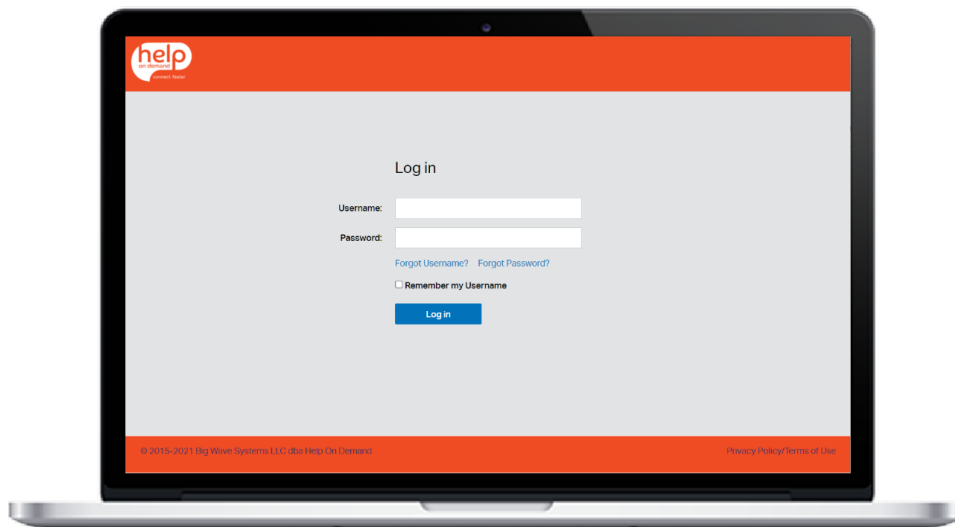 help
on demand
connect faster
Log in
Username:
Password:
Forgot Username? Forgot Password?
Remember my Username
Log in
© 2015-2021 Big Wave Systems LLC dba Help On Demand
Privacy Policy/Terms of Use